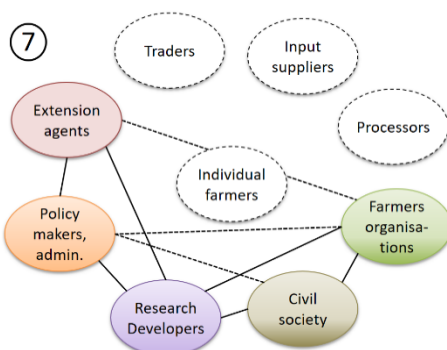 7
Traders
Input
suppliers
Extension
agents
Processors
Individual
farmers
Policy
makers,
admin.
Farmers
organisa-
tions
Research
Developers
Civil
society